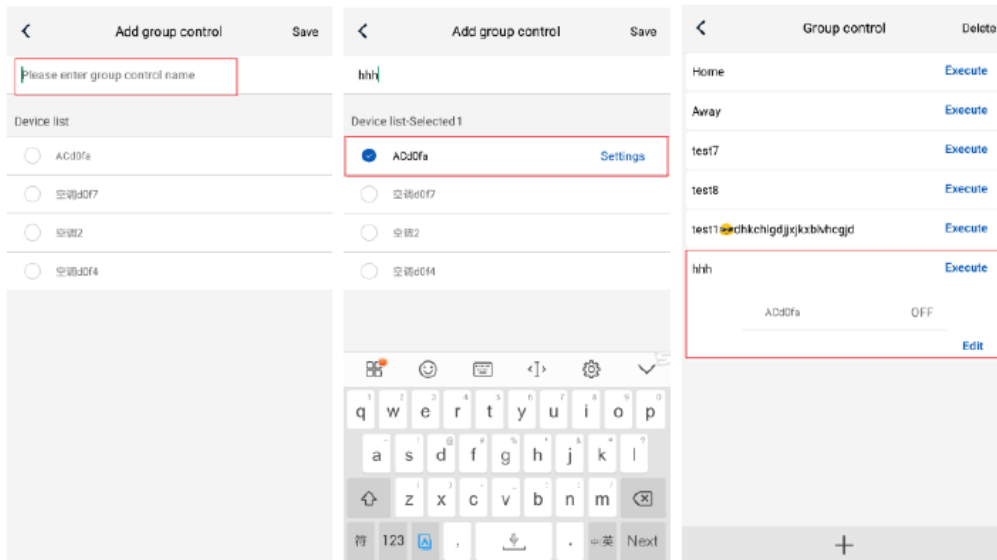 Add group control Save
Please enter group control name
Device list
ACd0fa
空调d0f7
空调2
空调d0f4
Add group control Save
hhh
Device list-Selected 1
ACd0fa Settings
空调d0f7
空调2
空调d0f4
q w e r t y u i o p
a s d f g h j k l
z x c v b n m
符 123 , . 中英 Next
Group control Delete
Home Execute
Away Execute
test7 Execute
test8 Execute
Execute
hhh Execute
ACd0fa OFF
Edit